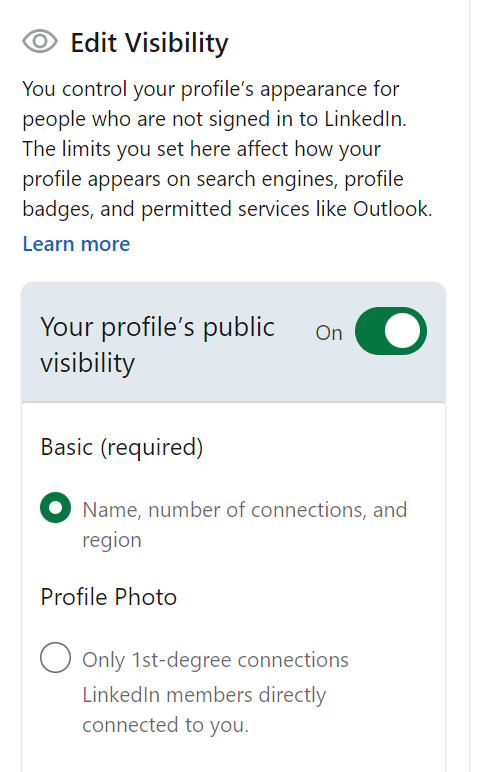 Edit Visibility
You control your profile’s appearance for
people who are not signed in to LinkedIn.
The limits you set here affect how your
profile appears on search engines, profile
badges, and permitted services like Outlook.
Learn more
Your profile’s public
visibility
On
Basic (required)
Name, number of connections, and
region
Profile Photo
Only 1st-degree connections
LinkedIn members directly
connected to you.